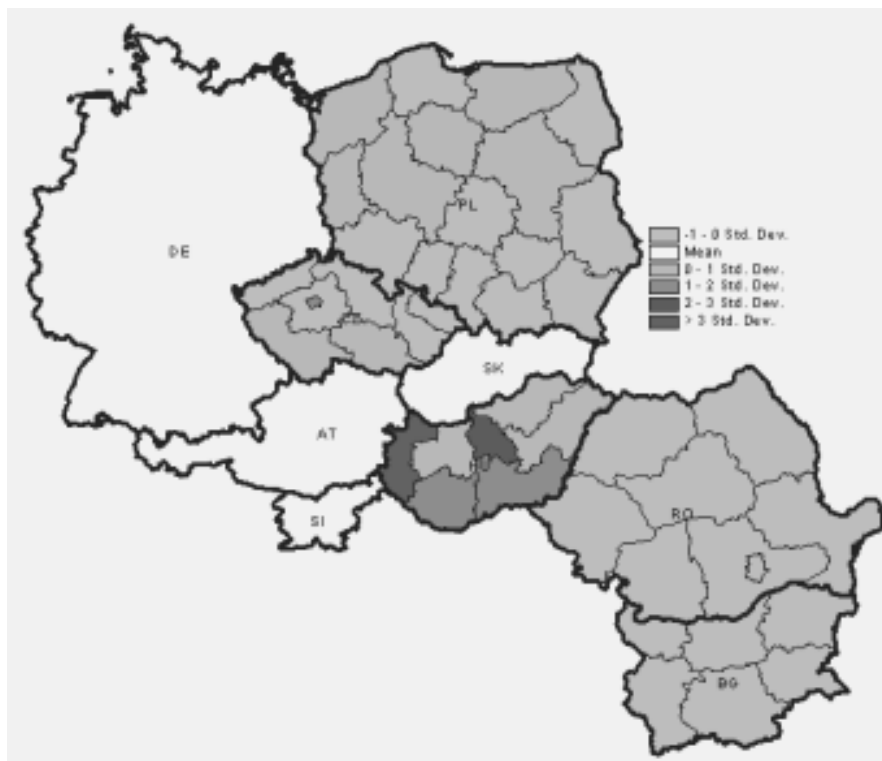 PL
DE
-1 - 0 Std. Dev.
Mean
0 - 1 Std. Dev.
1 - 2 Std. Dev.
2 - 3 Std. Dev.
> 3 Std. Dev.
SK
AT
SI
RO
BG